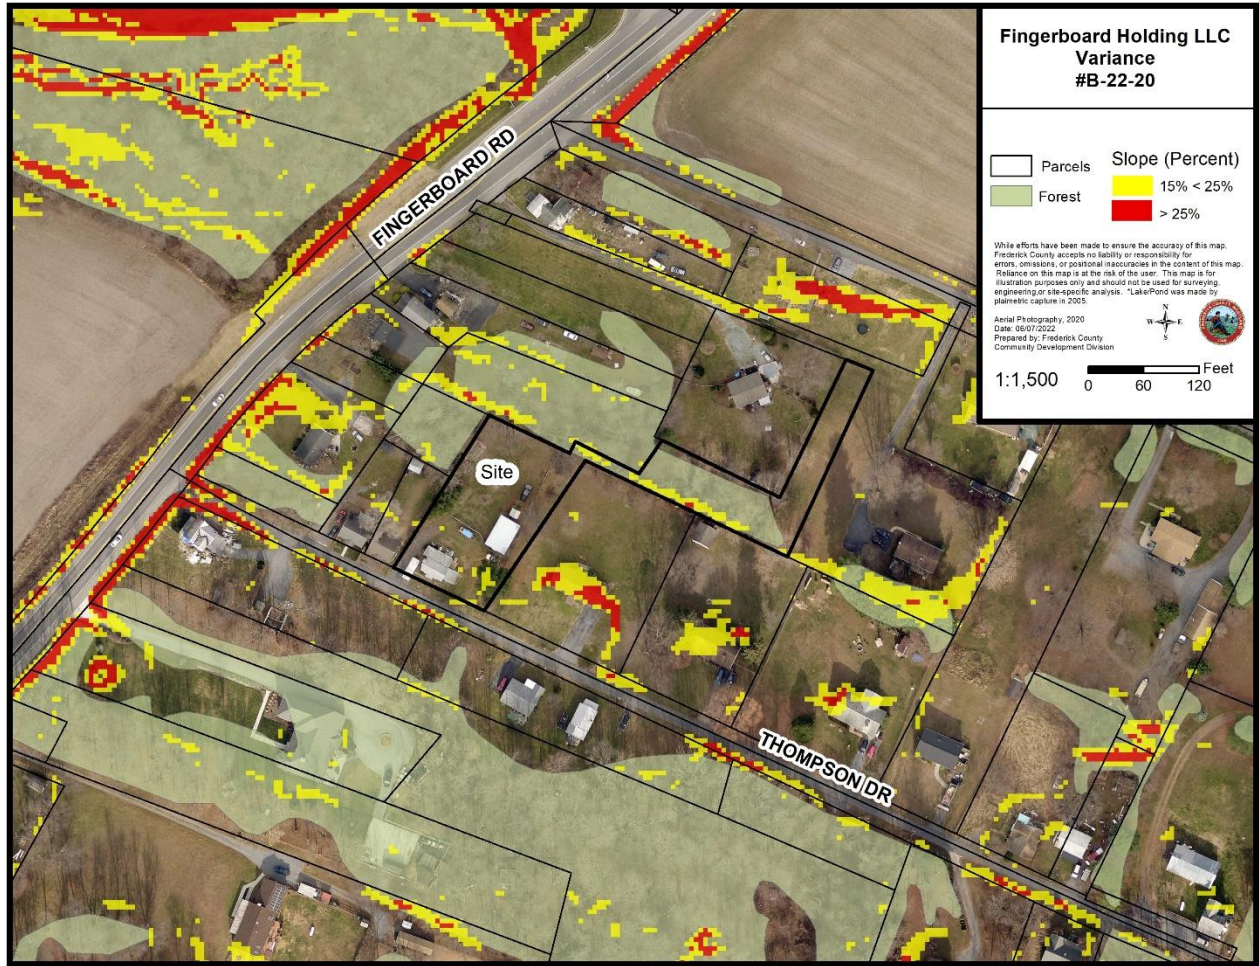 Fingerboard Holding LLC
Variance
#B-22-20
Parcels
Forest
Slope (Percent)
15% < 25%
> 25%
While efforts have been made to ensure the accuracy of this map,
Frederick County accepts no liability or responsibility for
errors, omissions, or positional inaccuracies in the content of this map.
Reliance on this map is at the risk of the user. This map is for
illustration purposes only and should not be used for surveying,
engineering,or site-specific analysis. *Lake/Pond was made by
plaimetric capture in 2005.
Aerial Photography, 2020
Date: 06/07/2022
Prepared by: Frederick County
Community Development Division
N
W E
S
1:1,500
Feet
0 60 120
FINGERBOARD RD
Site
THOMPSON DR